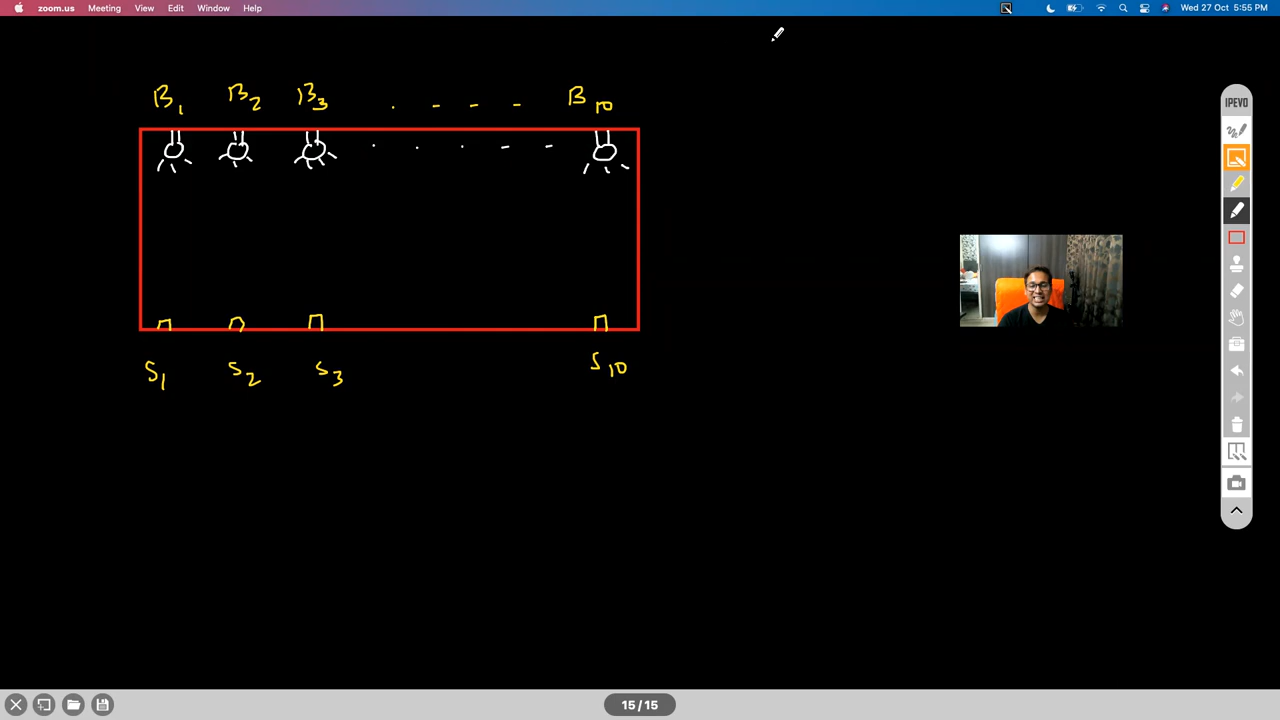 zoom.us Meeting View Edit Window Help Wed 27 Oct 5:55 PM
IPEVO
B1 B2 B3 . - - - - B10
S1 S2 S3 S10
15/15